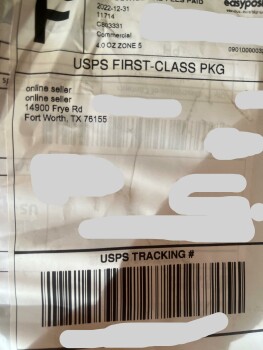 F
easypost
2022-12-31
11714
C893331
Commercial
4.0 OZ ZONE 5
USPS FIRST-CLASS PKG
online seller
online seller
14900 Frye Rd
Fort Worth, TX 76155
USPS TRACKING #